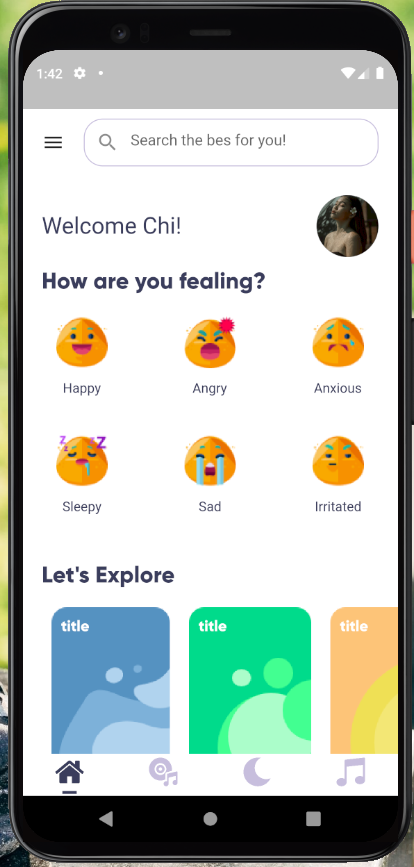 1:42
Search the bes for you!
Welcome Chi!
How are you fealing?
Happy
Angry
Anxious
z z z Z
Sleepy
Sad
Irritated
Let's Explore
title
title
title